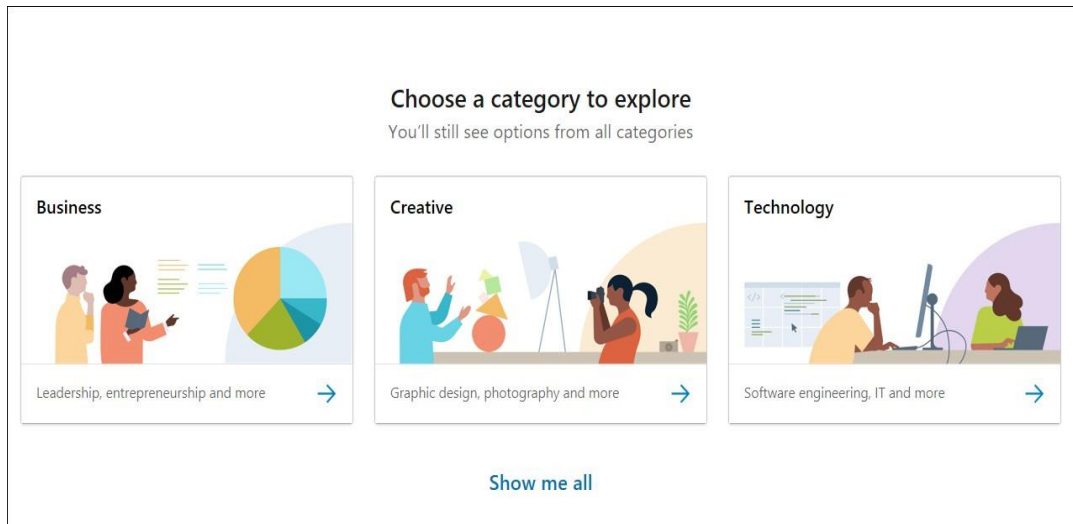 Choose a category to explore
You'll still see options from all categories
Business
Creative
Technology
</>
Leadership, entrepreneurship and more
Graphic design, photography and more
Software engineering, IT and more
Show me all